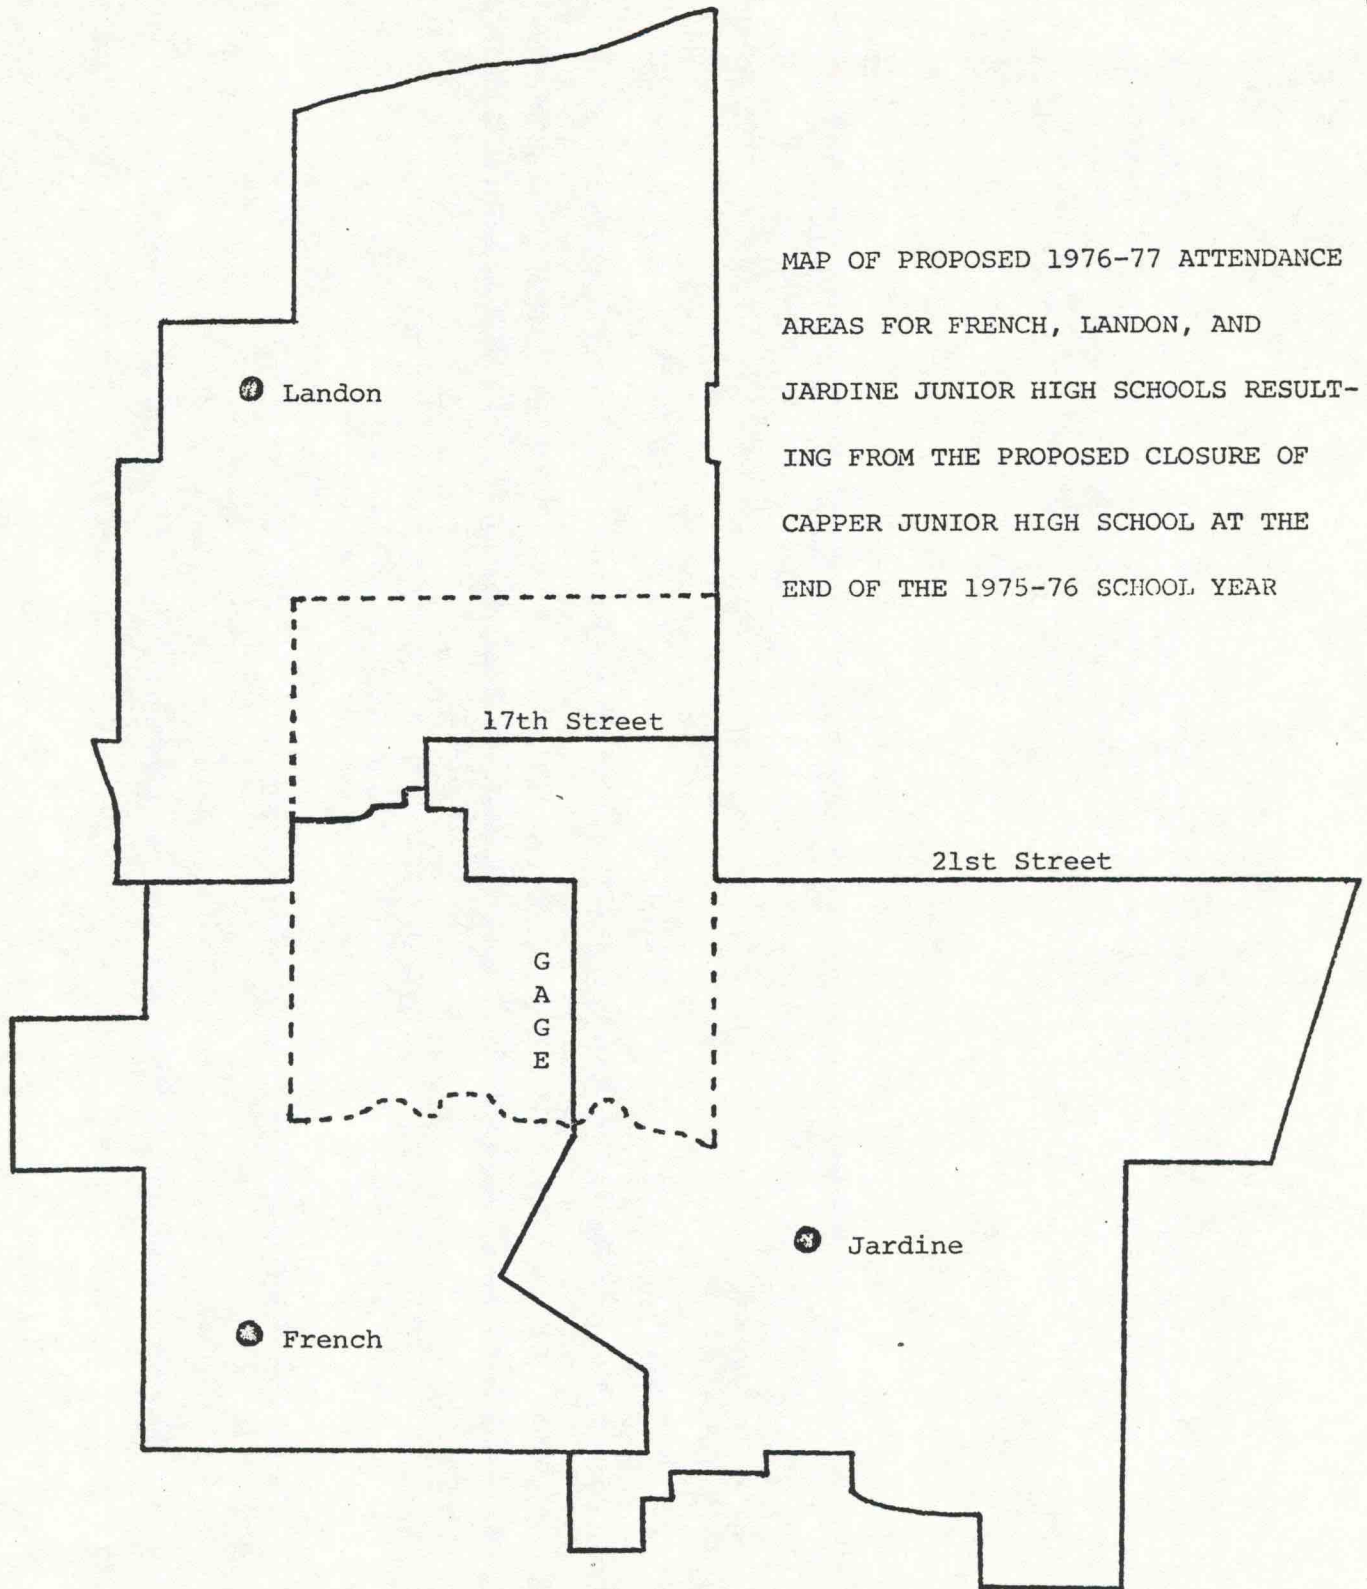 MAP OF PROPOSED 1976-77 ATTENDANCE
AREAS FOR FRENCH, LANDON, AND
JARDINE JUNIOR HIGH SCHOOLS RESULT-
ING FROM THE PROPOSED CLOSURE OF
CAPPER JUNIOR HIGH SCHOOL AT THE
END OF THE 1975-76 SCHOOL YEAR
Landon
17th Street
21st Street
GAGE
Jardine
French